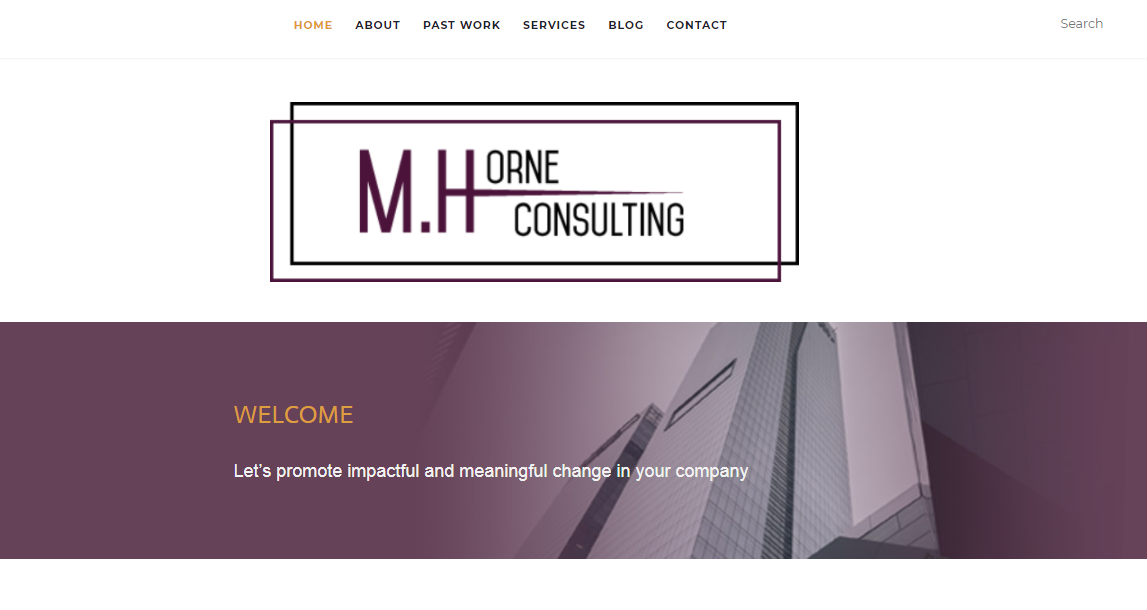 HOME ABOUT PAST WORK SERVICES BLOG CONTACT Search
M.HORNE
CONSULTING
WELCOME
Let's promote impactful and meaningful change in your company